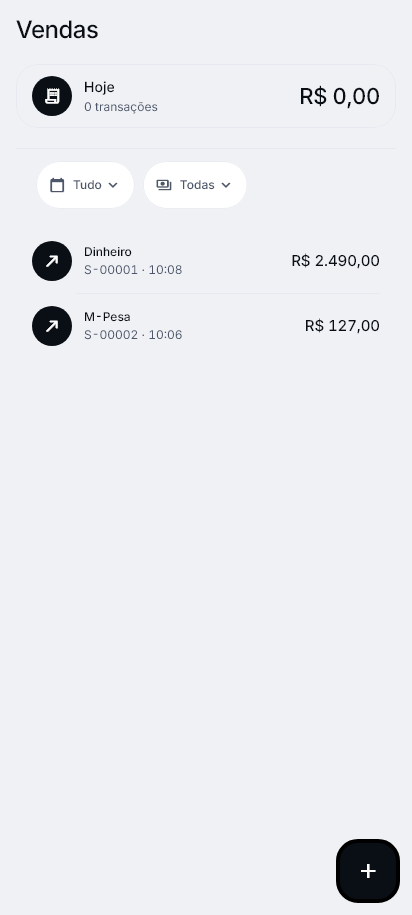 Vendas
Hoje
0 transações
R$ 0,00
Tudo
Todas
Dinheiro
S-00001 · 10:08
R$ 2.490,00
M-Pesa
S-00002 · 10:06
R$ 127,00